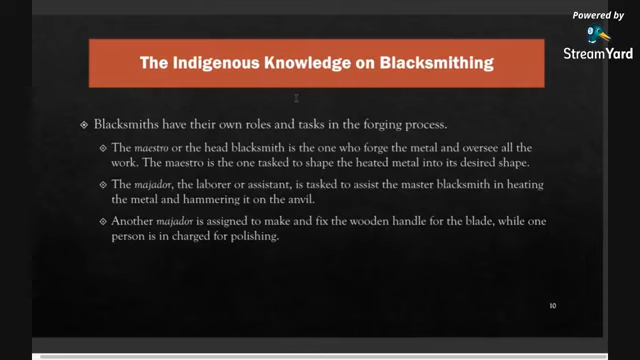 Powered by
StreamYard
The Indigenous Knowledge on Blacksmithing
Blacksmiths have their own roles and tasks in the forging process.
The maestro or the head blacksmith is the one who forge the metal and oversee all the
work. The maestro is the one tasked to shape the heated metal into its desired shape.
The majador, the laborer or assistant, is tasked to assist the master blacksmith in heating
the metal and hammering it on the anvil.
Another majador is assigned to make and fix the wooden handle for the blade, while one
person is in charged for polishing.
10